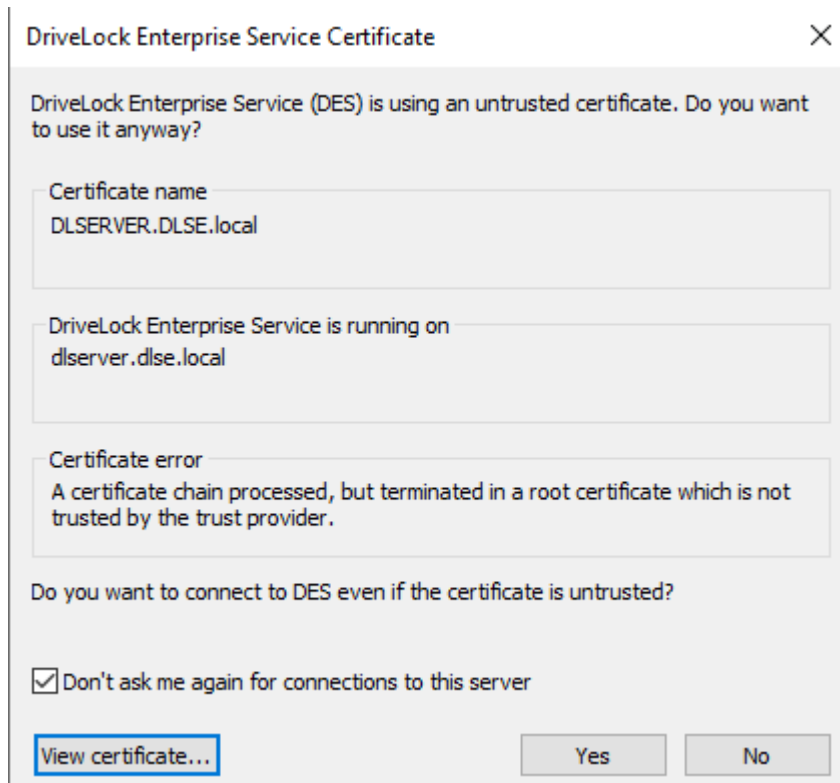 DriveLock Enterprise Service Certificate
DriveLock Enterprise Service (DES) is using an untrusted certificate. Do you want
to use it anyway?
Certificate name
DLSERVER.DLSE.local
DriveLock Enterprise Service is running on
dlserver.dlse.local
Certificate error
A certificate chain processed, but terminated in a root certificate which is not
trusted by the trust provider.
Do you want to connect to DES even if the certificate is untrusted?
Don't ask me again for connections to this server
View certificate... Yes No